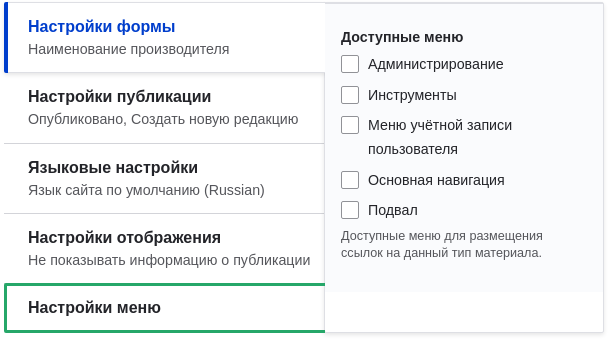 Настройки формы
Наименование производителя
Настройки публикации
Опубликовано, Создать новую редакцию
Языковые настройки
Язык сайта по умолчанию (Russian)
Настройки отображения
Не показывать информацию о публикации
Настройки меню
Доступные меню
Администрирование
Инструменты
Меню учётной записи
пользователя
Основная навигация
Подвал
Доступные меню для размещения
ссылок на данный тип материала.